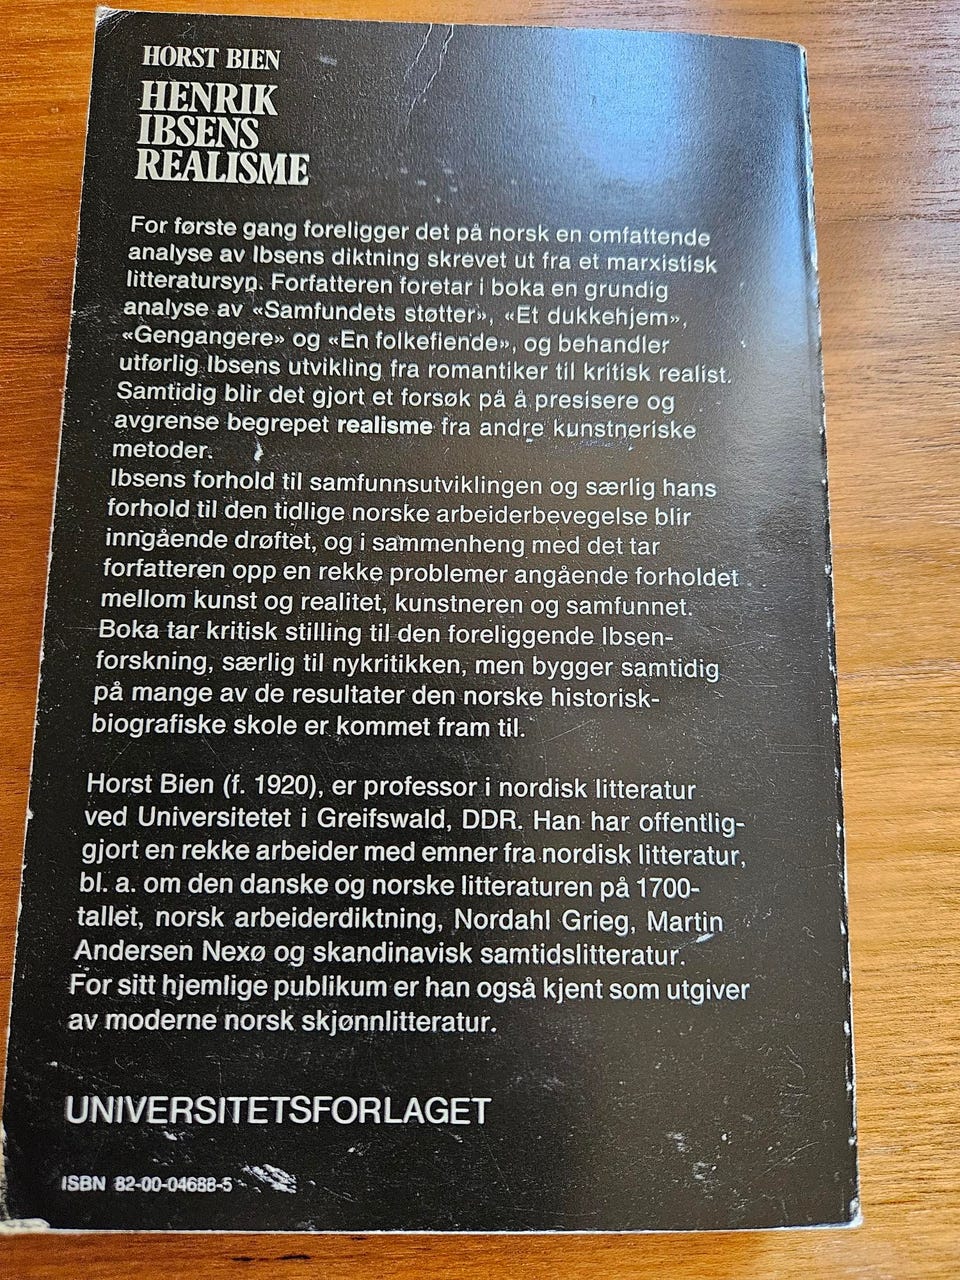 HORST BIEN
HENRIK
IBSENS
REALISME
For første gang foreligger det på norsk en omfattende
analyse av Ibsens diktning skrevet ut fra et marxistisk
litteratursyn. Forfatteren foretar i boka en grundig
analyse av «Samfundets støtter», «Et dukkehjem»,
«Gengangere» og «En folkefiende», og behandler
utførlig Ibsens utvikling fra romantiker til kritisk realist.
Samtidig blir det gjort et forsøk på å presisere og
avgrense begrepet realisme fra andre kunstneriske
metoder.
Ibsens forhold til samfunnsutviklingen og særlig hans
forhold til den tidlige norske arbeiderbevegelse blir
inngående drøftet, og i sammenheng med det tar
forfatteren opp en rekke problemer angående forholdet
mellom kunst og realitet, kunstneren og samfunnet.
Boka tar kritisk stilling til den foreliggende Ibsen-
forskning, særlig til nykritikken, men bygger samtidig
på mange av de resultater den norske historisk-
biografiske skole er kommet fram til.
Horst Bien (f. 1920), er professor i nordisk litteratur
ved Universitetet i Greifswald, DDR. Han har offentlig-
gjort en rekke arbeider med emner fra nordisk litteratur,
bl. a. om den danske og norske litteraturen på 1700-
tallet, norsk arbeiderdiktning, Nordahl Grieg, Martin
Andersen Nexø og skandinavisk samtidslitteratur.
For sitt hjemlige publikum er han også kjent som utgiver
av moderne norsk skjønnlitteratur.
UNIVERSITETSFORLAGET
ISBN 82-00-04688-5